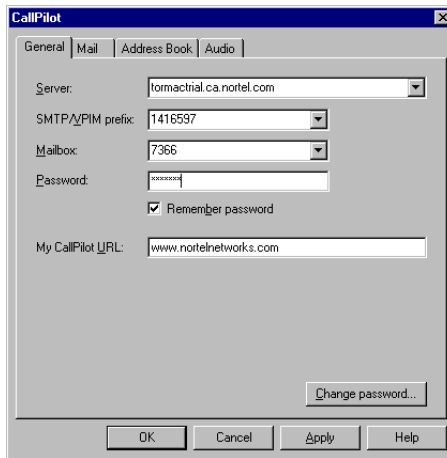 CallPilot
General Mail Address Book Audio
Server: tormactrial.ca.nortel.com
SMTP/VPIM prefix: 1416597
Mailbox: 7366
Password: xxxxxxx
Remember password
My CallPilot URL: www.nortelnetworks.com
Change password...
OK Cancel Apply Help